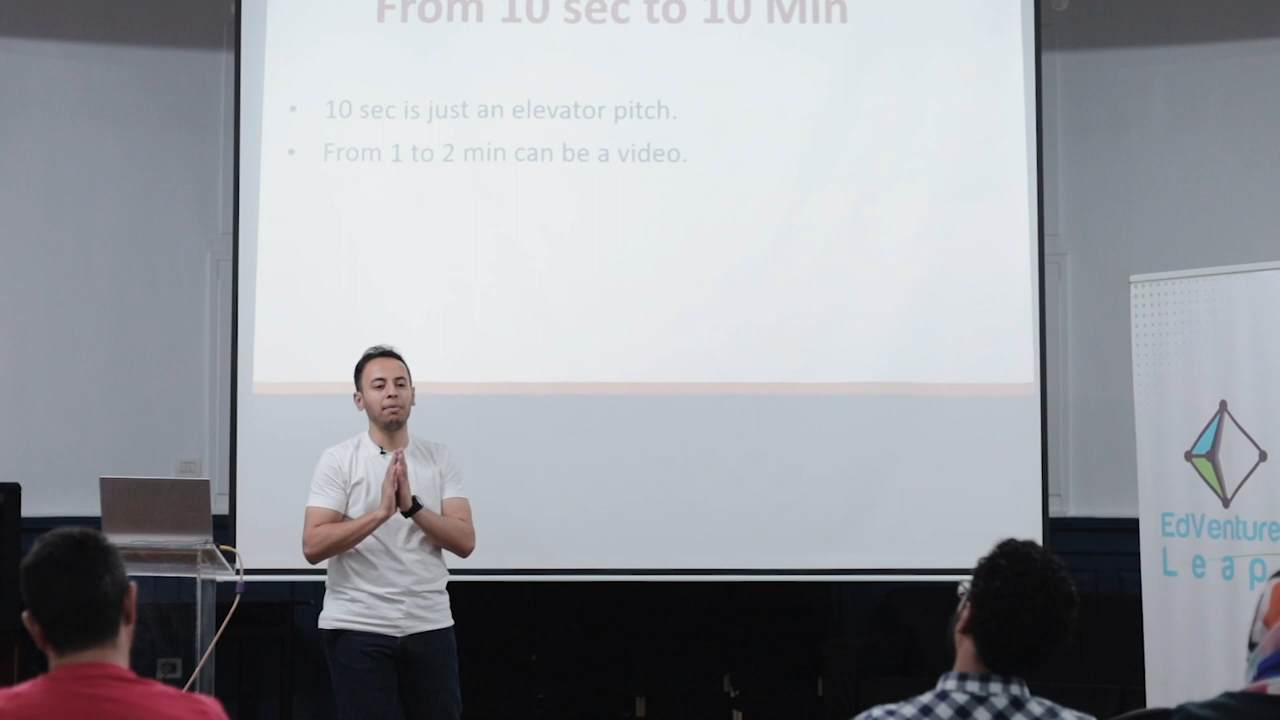 From 10 sec to 10 Min
• 10 sec is just an elevator pitch.
• From 1 to 2 min can be a video.
EdVenture
Leap